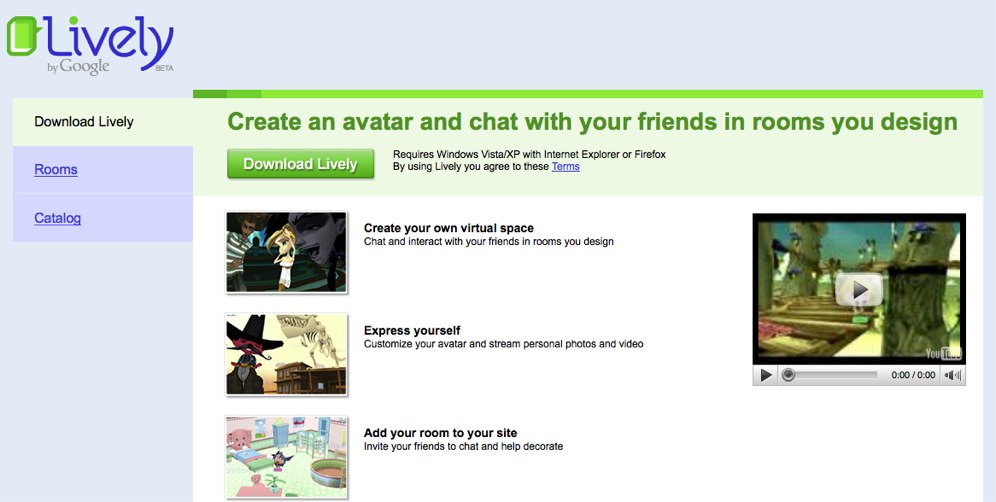 Lively
by Google BETA
Download Lively
Rooms
Catalog
Create an avatar and chat with your friends in rooms you design
Download Lively
Requires Windows Vista/XP with Internet Explorer or Firefox
By using Lively you agree to these Terms
Create your own virtual space
Chat and interact with your friends in rooms you design
Express yourself
Customize your avatar and stream personal photos and video
Add your room to your site
Invite your friends to chat and help decorate
YouTube
0:00 / 0:00